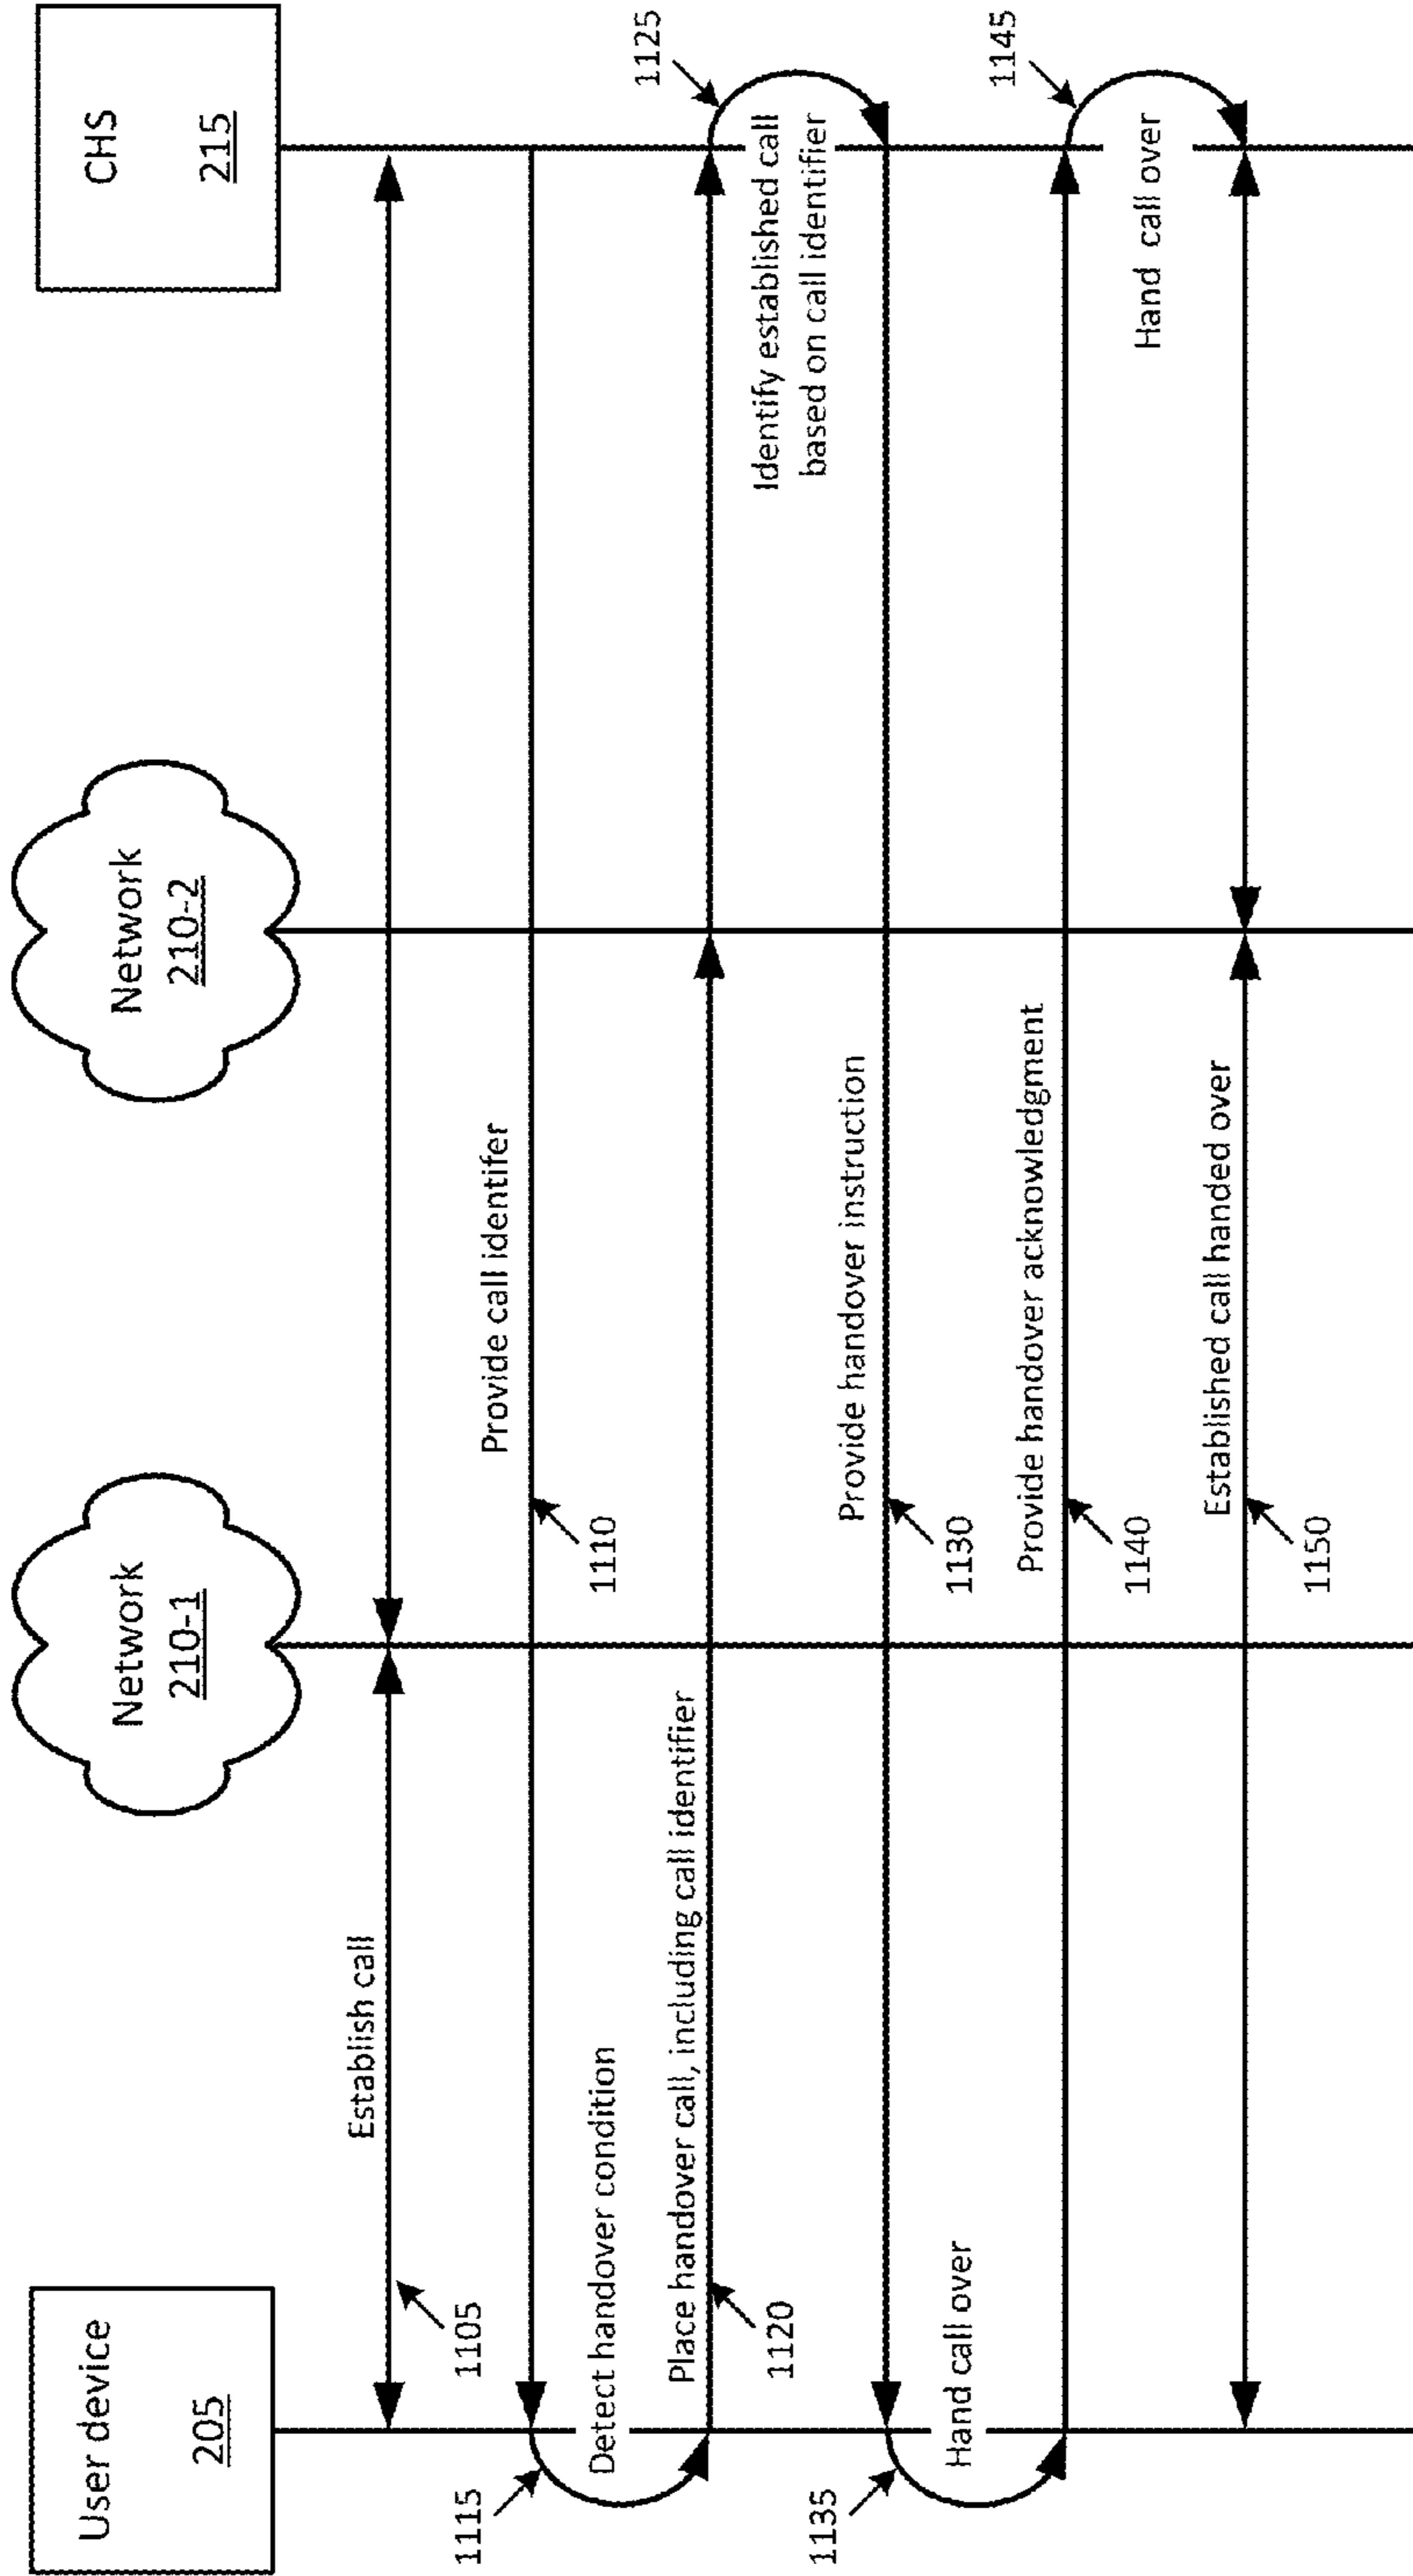 User device
205
Network
210-1
Network
210-2
CHS
215
Establish call
1105
Provide call identifer
1110
1115
Detect handover condition
Place handover call, including call identifier
1120
1125
Identify established call
based on call identifier
Provide handover instruction
1130
1135
Hand call over
Provide handover acknowledgment
1140
1145
Hand call over
Established call handed over
1150